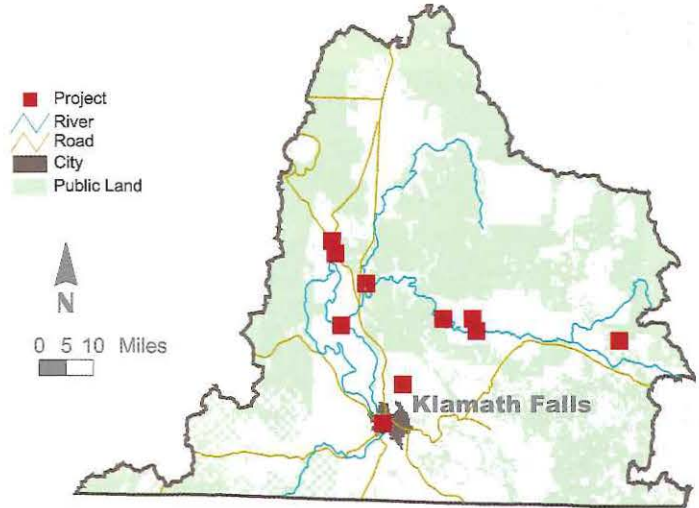 Project
River
Road
City
Public Land
N
0 5 10 Miles
Klamath Falls